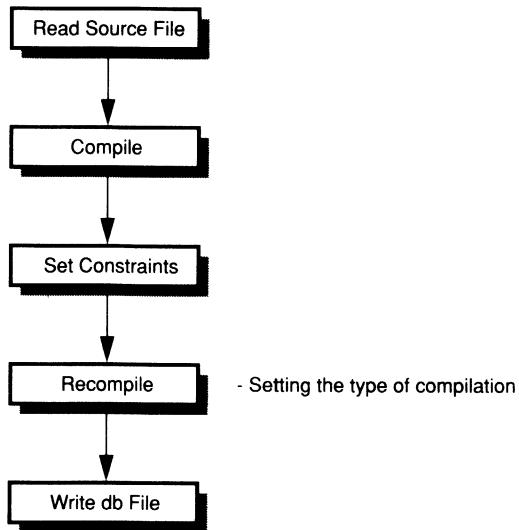 Read Source File
Compile
Set Constraints
Recompile
- Setting the type of compilation
Write db File